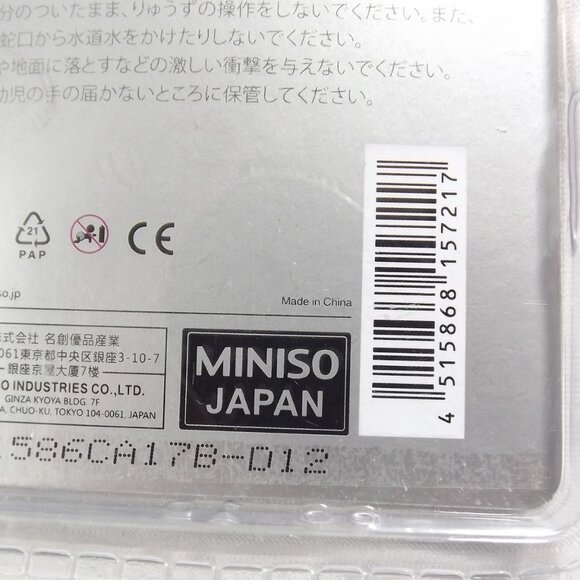 分のついたまま、りゅうずの操作をしないでください。また、
蛇口から水道水をかけたりしないでください。
や地面に落とすなどの激しい衝撃を与えないでください。
幼児の手の届かないところに保管してください。
21
PAP
CE
so.jp
Made in China
株式会社 名創優品産業
061東京都中央区銀座3-10-7
銀座京屋大厦7楼
O INDUSTRIES CO.,LTD.
GINZA KYOYA BLDG. 7F
A, CHUO-KU, TOKYO 104-0061, JAPAN
MINISO
JAPAN
4 515868 157217
586CA17B-D12